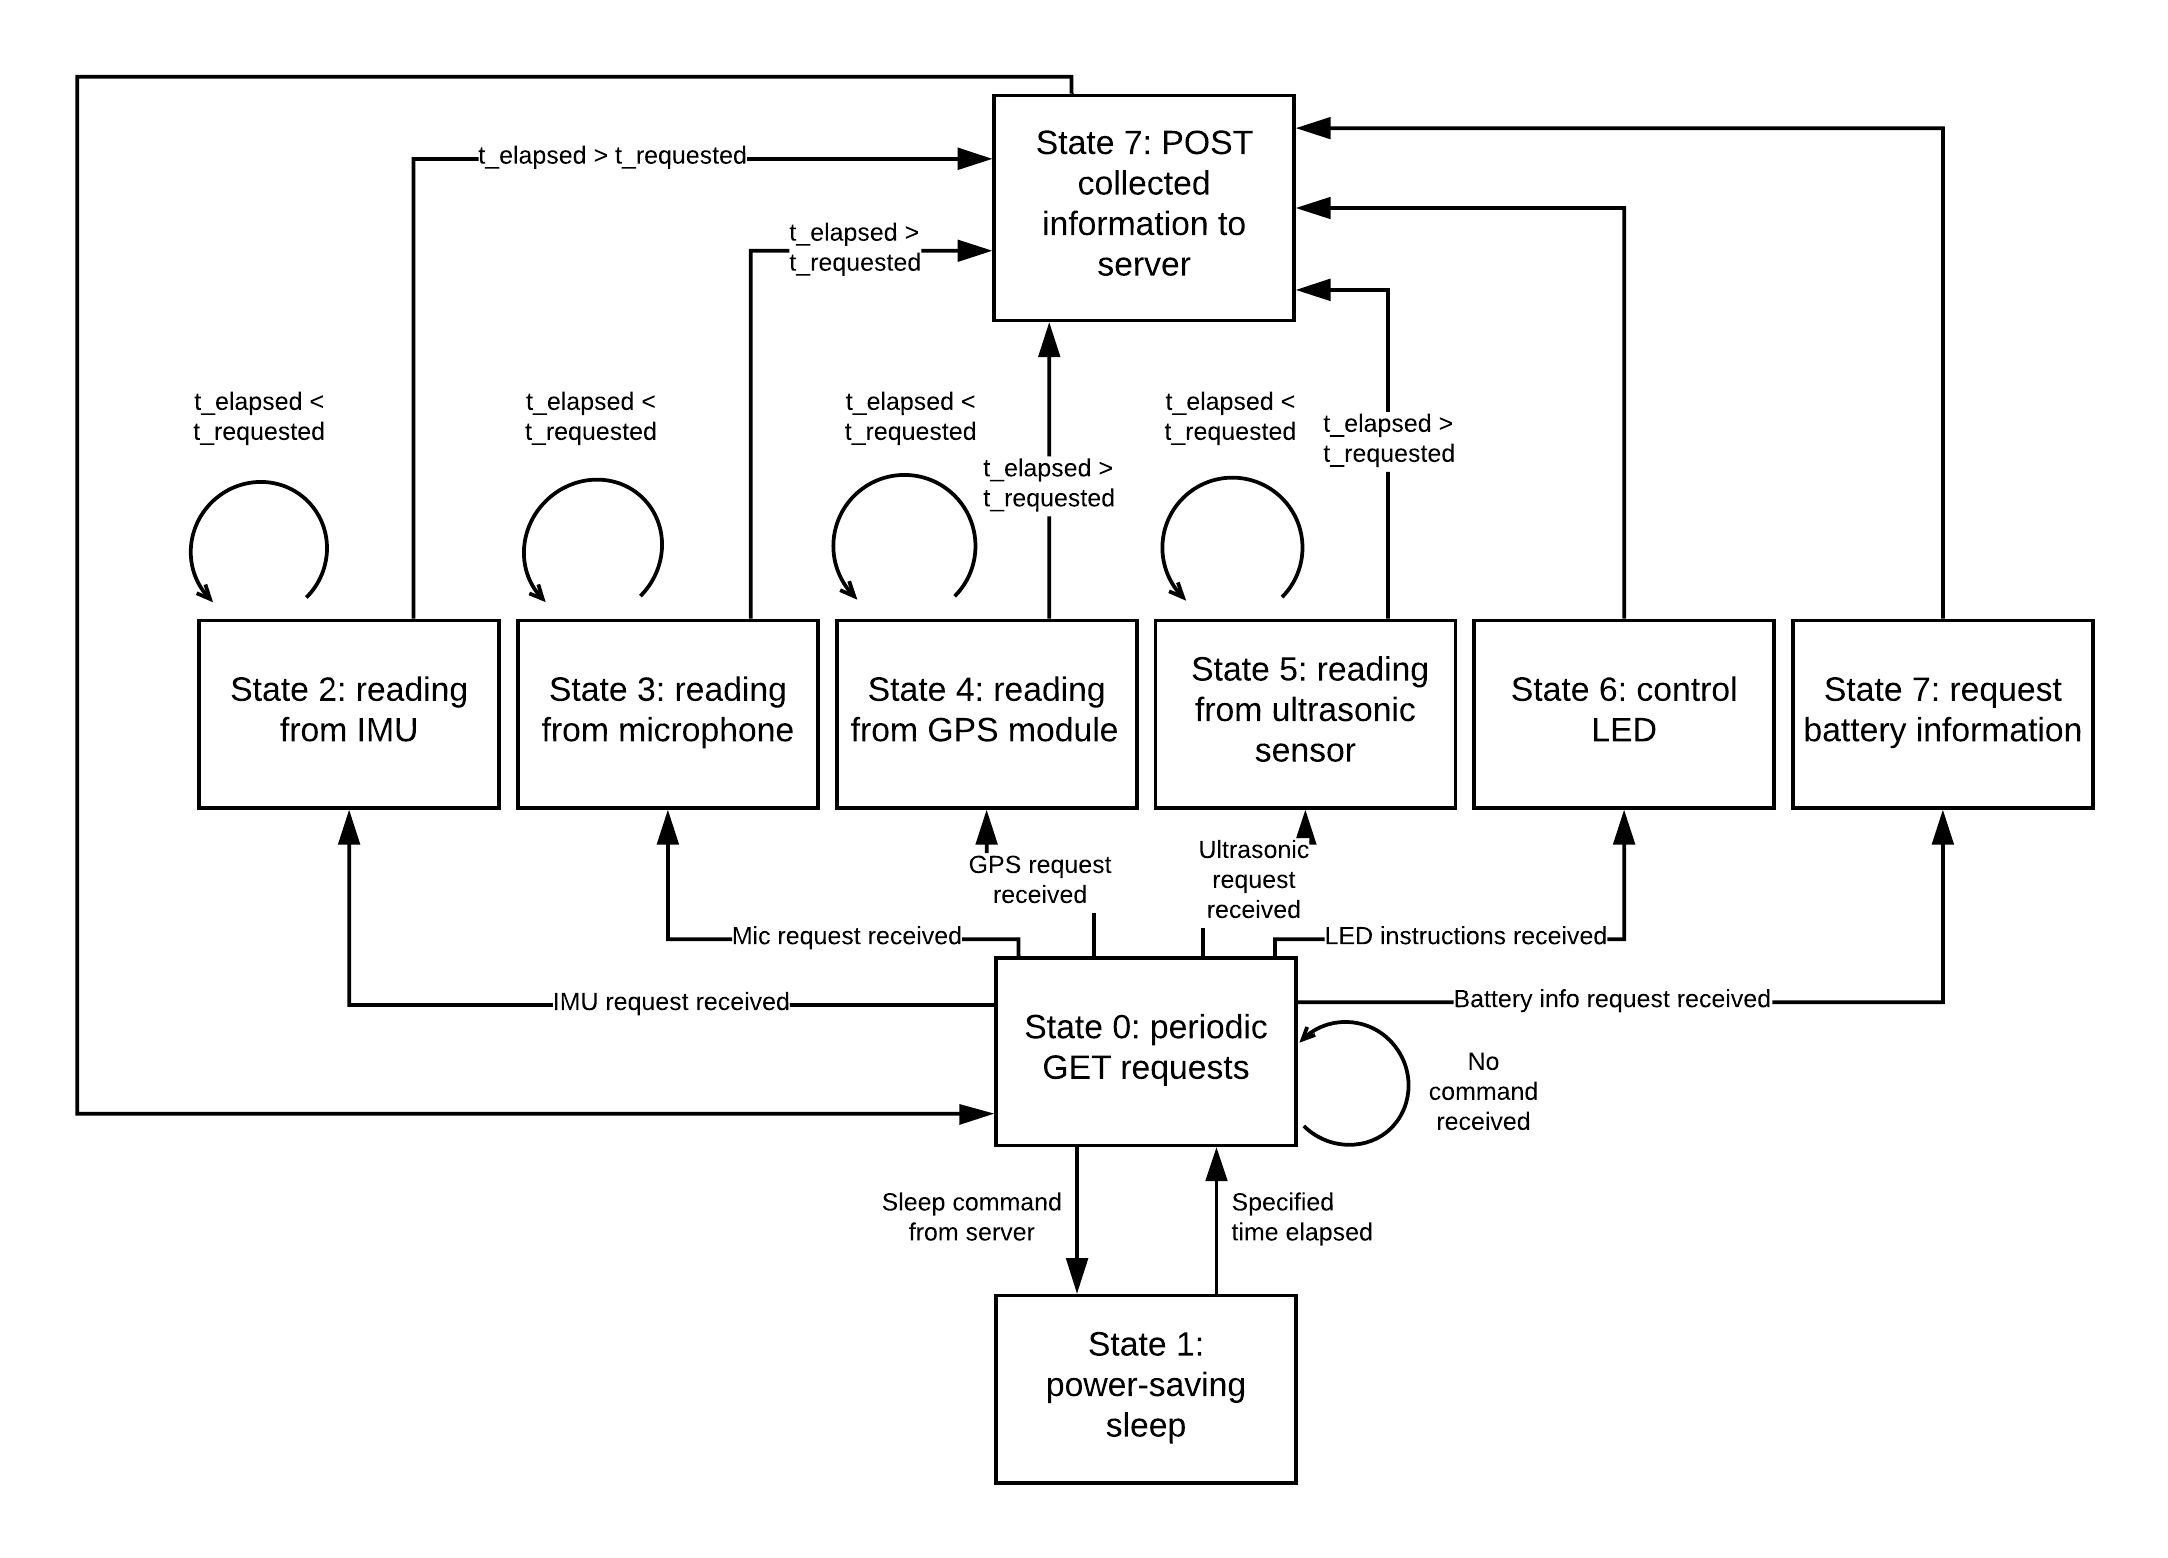 State 7: POST
collected
information to
server
t_elapsed > t_requested
t_elapsed >
t_requested
t_elapsed <
t_requested
t_elapsed <
t_requested
t_elapsed <
t_requested
t_elapsed <
t_requested
t_elapsed >
t_requested
t_elapsed >
t_requested
State 2: reading
from IMU
State 3: reading
from microphone
State 4: reading
from GPS module
State 5: reading
from ultrasonic
sensor
State 6: control
LED
State 7: request
battery information
GPS request
received
Ultrasonic
request
received
Mic request received
LED instructions received
IMU request received
Battery info request received
State 0: periodic
GET requests
No
command
received
Sleep command
from server
Specified
time elapsed
State 1:
power-saving
sleep